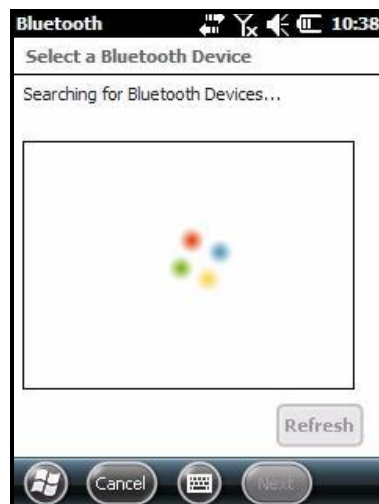 Bluetooth 10:38
Select a Bluetooth Device
Searching for Bluetooth Devices...
Refresh
Cancel Next